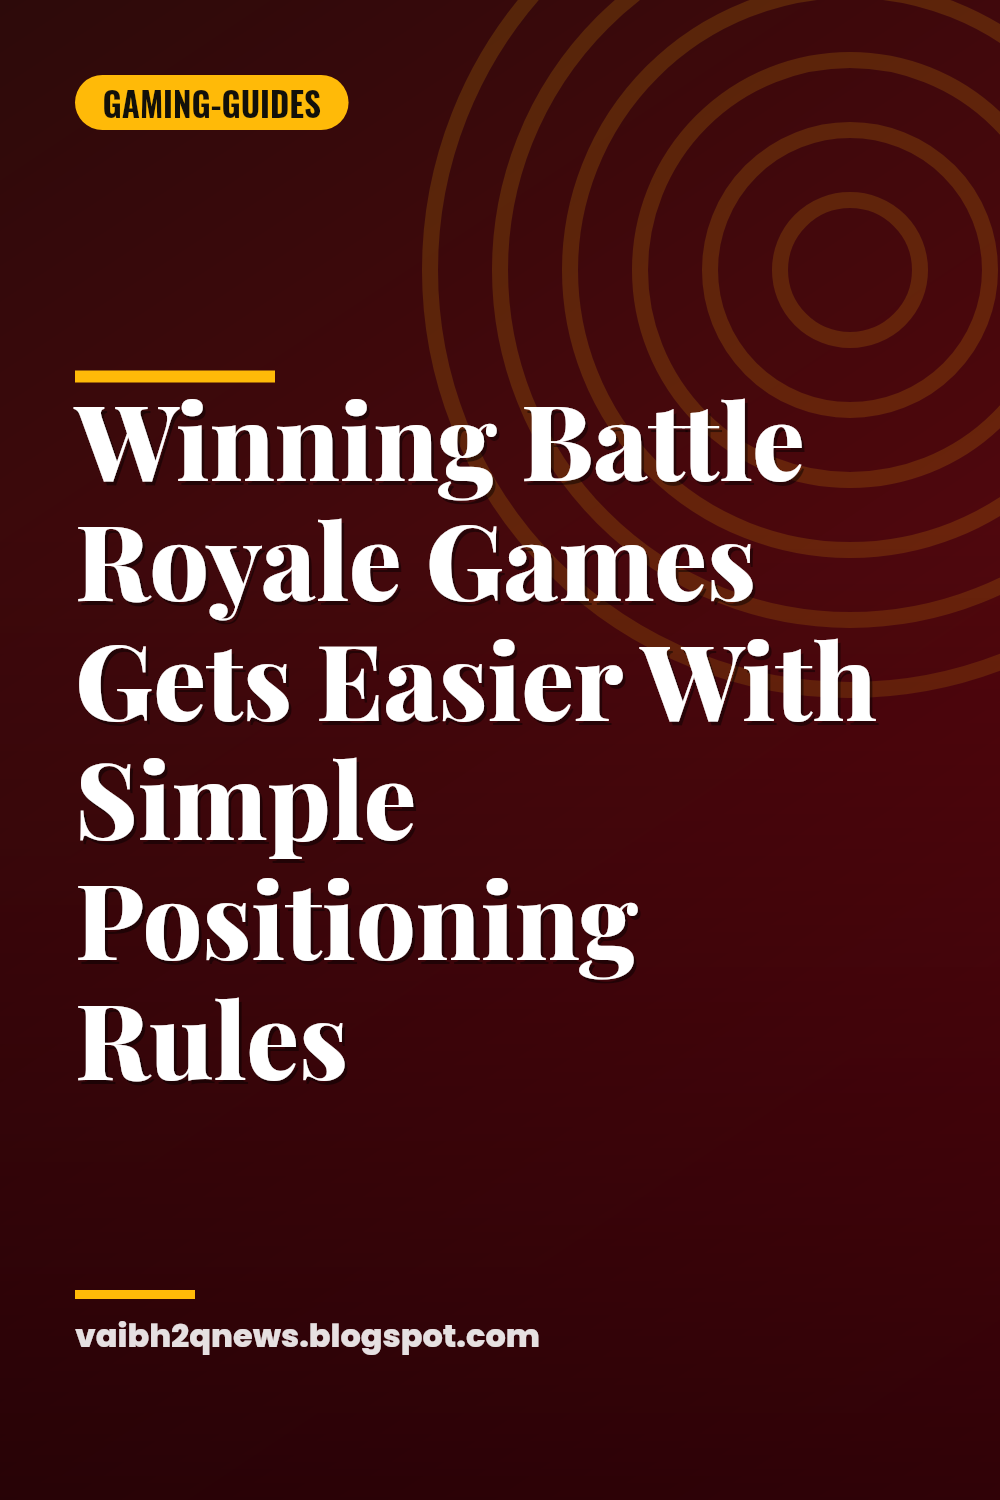 GAMING-GUIDES
Winning Battle
Royale Games
Gets Easier With
Simple
Positioning
Rules
vaibh2qnews.blogspot.com